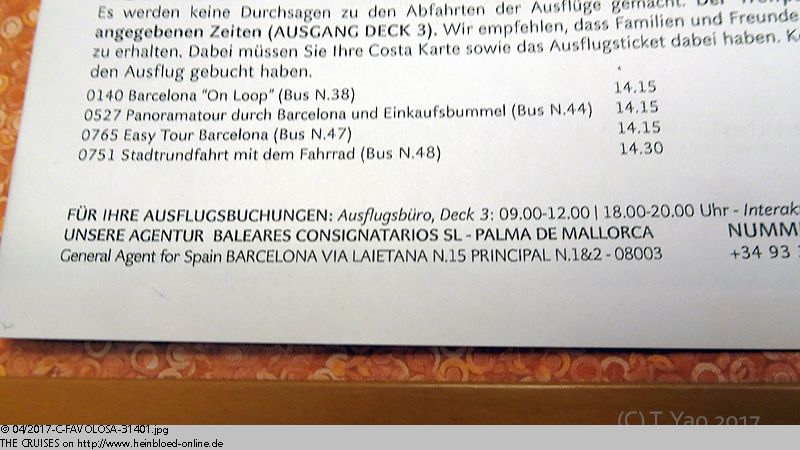 Es werden keine Durchsagen zu den Abfahrten der Ausflüge gemacht. Der
angegebenen Zeiten (AUSGANG DECK 3). Wir empfehlen, dass Familien und Freunde
zu erhalten. Dabei müssen Sie Ihre Costa Karte sowie das Ausflugsticket dabei haben.
den Ausflug gebucht haben.
0140 Barcelona “On Loop” (Bus N.38) 14.15
0527 Panoramatour durch Barcelona und Einkaufsbummel (Bus N.44) 14.15
0765 Easy Tour Barcelona (Bus N.47) 14.15
0751 Stadtrundfahrt mit dem Fahrrad (Bus N.48) 14.30
FÜR IHRE AUSFLUGSBUCHUNGEN: Ausflugsbüro, Deck 3: 09.00-12.00 | 18.00-20.00 Uhr - Interak
UNSERE AGENTUR BALEARES CONSIGNATARIOS SL - PALMA DE MALLORCA NUMM
General Agent for Spain BARCELONA VIA LAIETANA N.15 PRINCIPAL N.1&2 - 08003 +34 93
(C) T. Yao 2017
© 04/2017-C-FAVOLOSA-31401.jpg
THE CRUISES on http://www.heinbloed-online.de